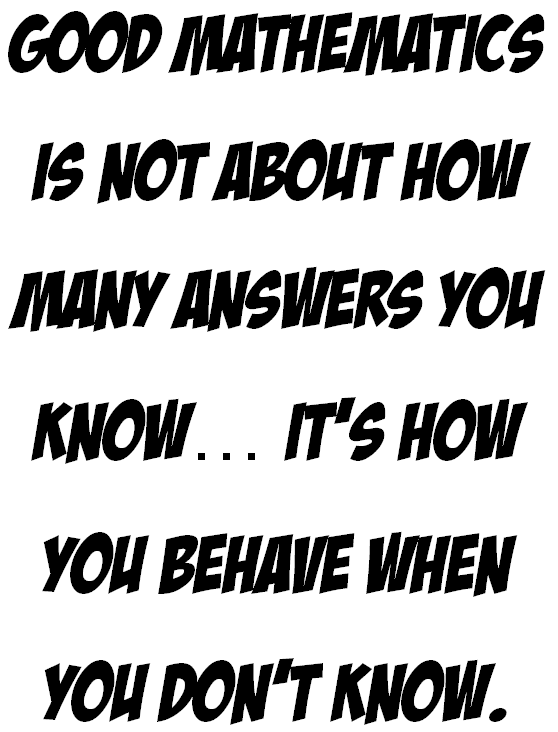 GOOD MATHEMATICS
IS NOT ABOUT HOW
MANY ANSWERS YOU
KNOW... IT'S HOW
YOU BEHAVE WHEN
YOU DON'T KNOW.